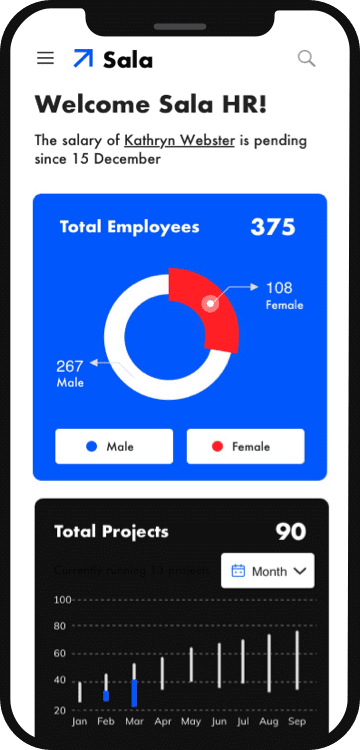 Sala
Welcome Sala HR!
The salary of Kathryn Webster is pending
since 15 December
Total Employees 375
108
Female
267
Male
Male Female
Total Projects 90
Currently running 13 projects
Month
100
80
60
40
20
Jan Feb Mar Apr May Jun Jul Aug Sep